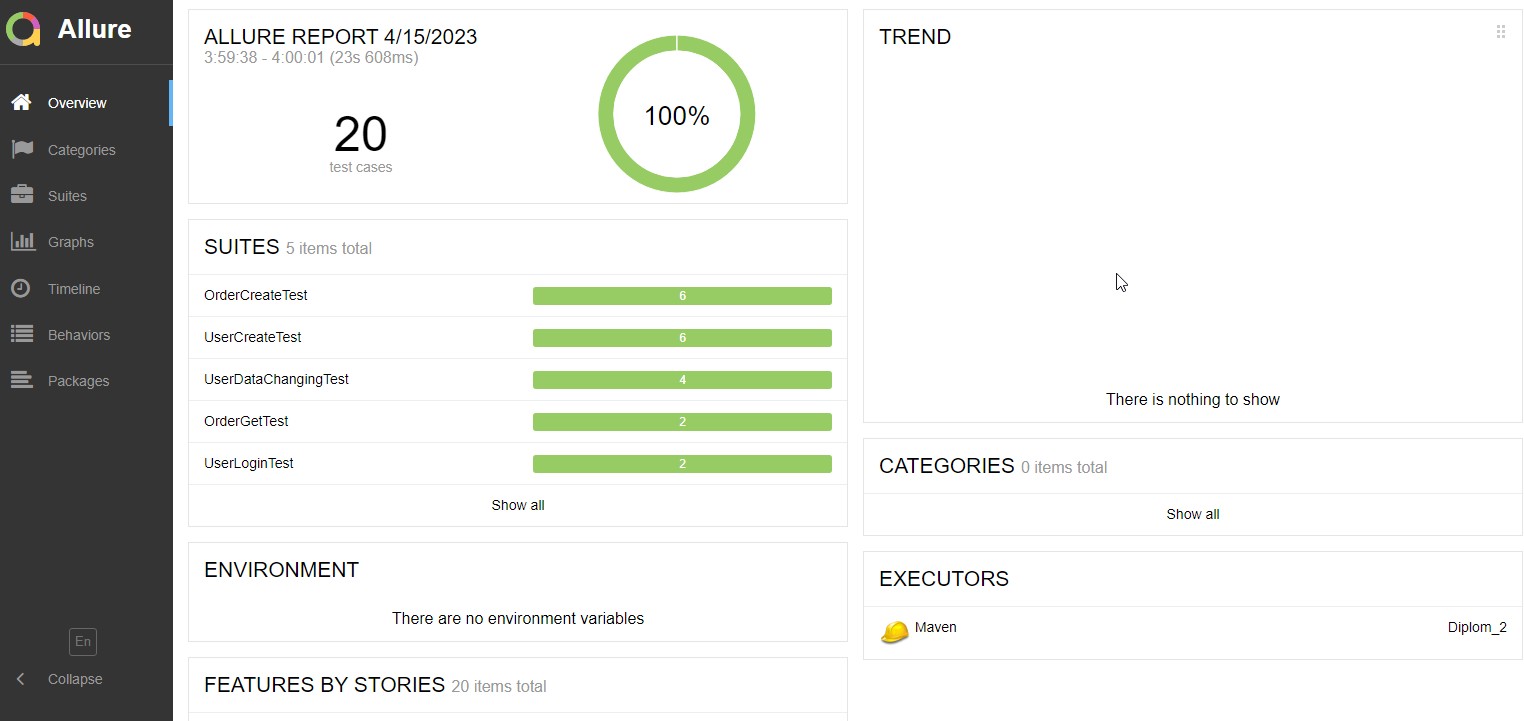 Allure
Overview
Categories
Suites
Graphs
Timeline
Behaviors
Packages
En
Collapse
ALLURE REPORT 4/15/2023
3:59:38 - 4:00:01 (23s 608ms)
20
test cases
100%
SUITES 5 items total
OrderCreateTest 6
UserCreateTest 6
UserDataChangingTest 4
OrderGetTest 2
UserLoginTest 2
Show all
ENVIRONMENT
There are no environment variables
FEATURES BY STORIES 20 items total
TREND
There is nothing to show
CATEGORIES 0 items total
Show all
EXECUTORS
Maven Diplom_2